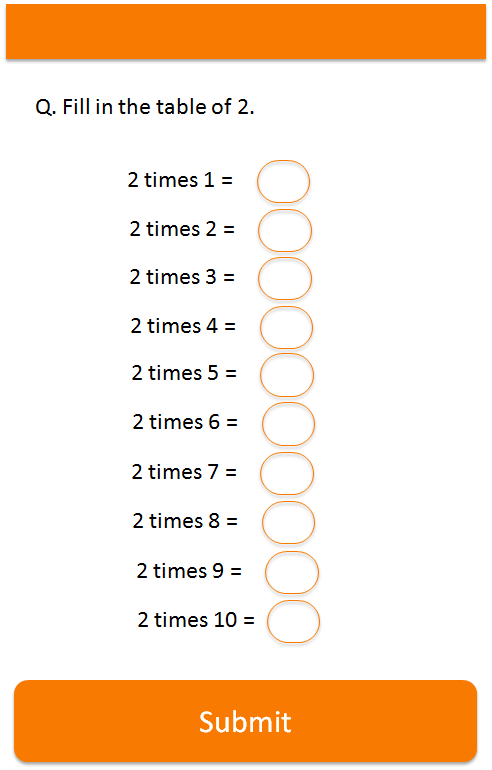 Q. Fill in the table of 2.
2 times 1 =
2 times 2 =
2 times 3 =
2 times 4 =
2 times 5 =
2 times 6 =
2 times 7 =
2 times 8 =
2 times 9 =
2 times 10 =
Submit